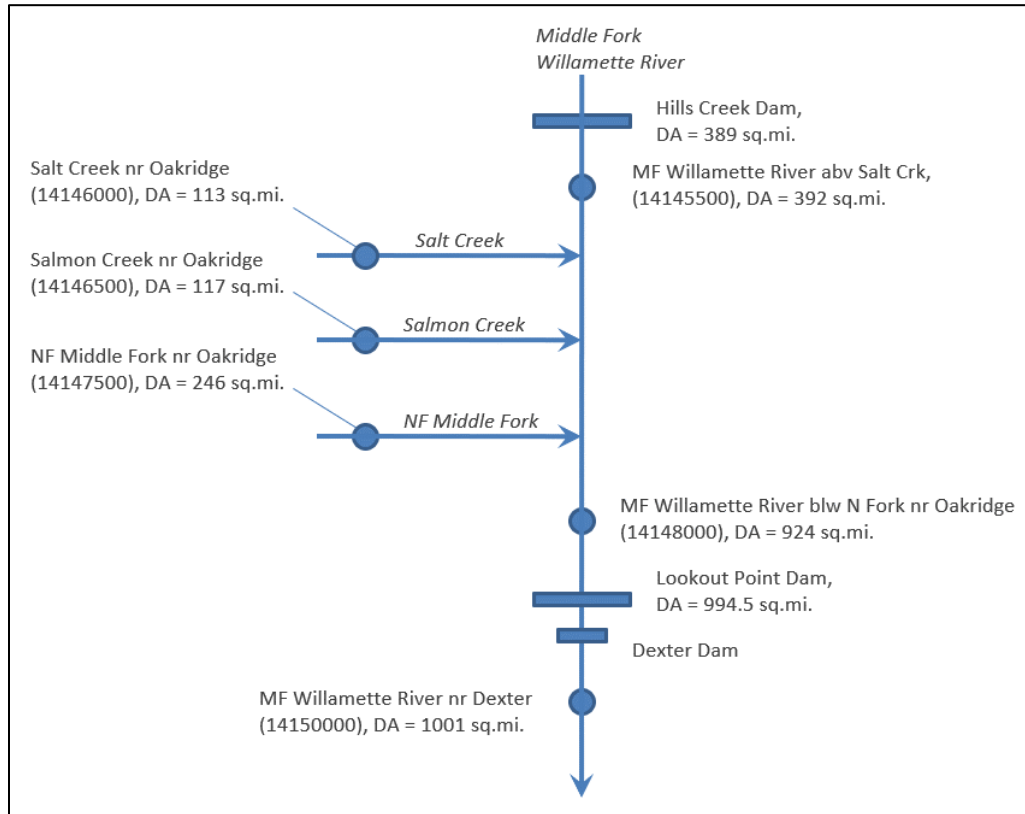 Middle Fork
Willamette River
Hills Creek Dam,
DA = 389 sq.mi.
Salt Creek nr Oakridge
(14146000), DA = 113 sq.mi.
MF Willamette River abv Salt Crk,
(14145500), DA = 392 sq.mi.
Salt Creek
Salmon Creek nr Oakridge
(14146500), DA = 117 sq.mi.
Salmon Creek
NF Middle Fork nr Oakridge
(14147500), DA = 246 sq.mi.
NF Middle Fork
MF Willamette River blw N Fork nr Oakridge
(14148000), DA = 924 sq.mi.
Lookout Point Dam,
DA = 994.5 sq.mi.
Dexter Dam
MF Willamette River nr Dexter
(14150000), DA = 1001 sq.mi.